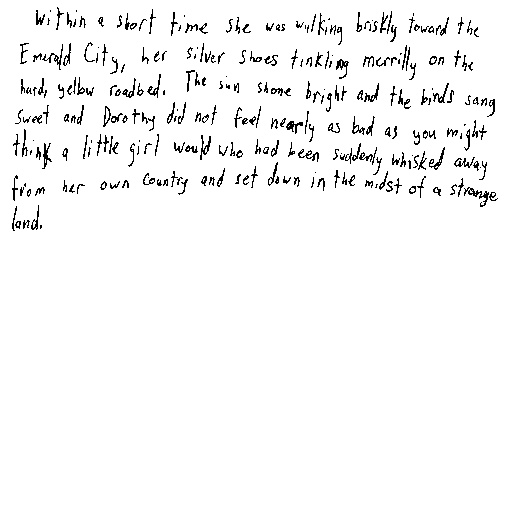 Within a short time she was walking briskly toward the
Emerald City, her silver shoes tinkling merrily on the
hard, yellow roadbed. The sun shone bright and the birds sang
sweet and Dorothy did not feel nearly as bad as you might
think a little girl would who had been suddenly whisked away
from her own country and set down in the midst of a strange
land.